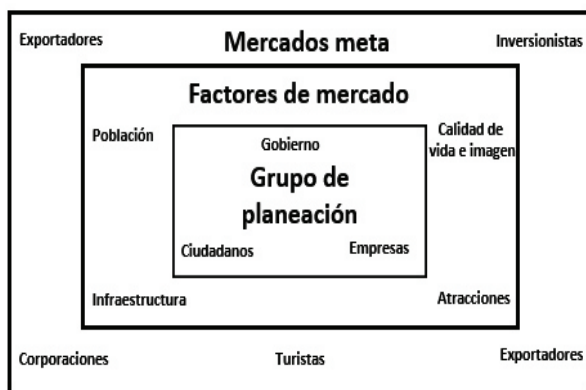 Exportadores
Mercados meta
Inversionistas
Factores de mercado
Población
Calidad de
vida e imagen
Gobierno
Grupo de
planeación
Ciudadanos
Empresas
Infraestructura
Atracciones
Corporaciones
Turistas
Exportadores